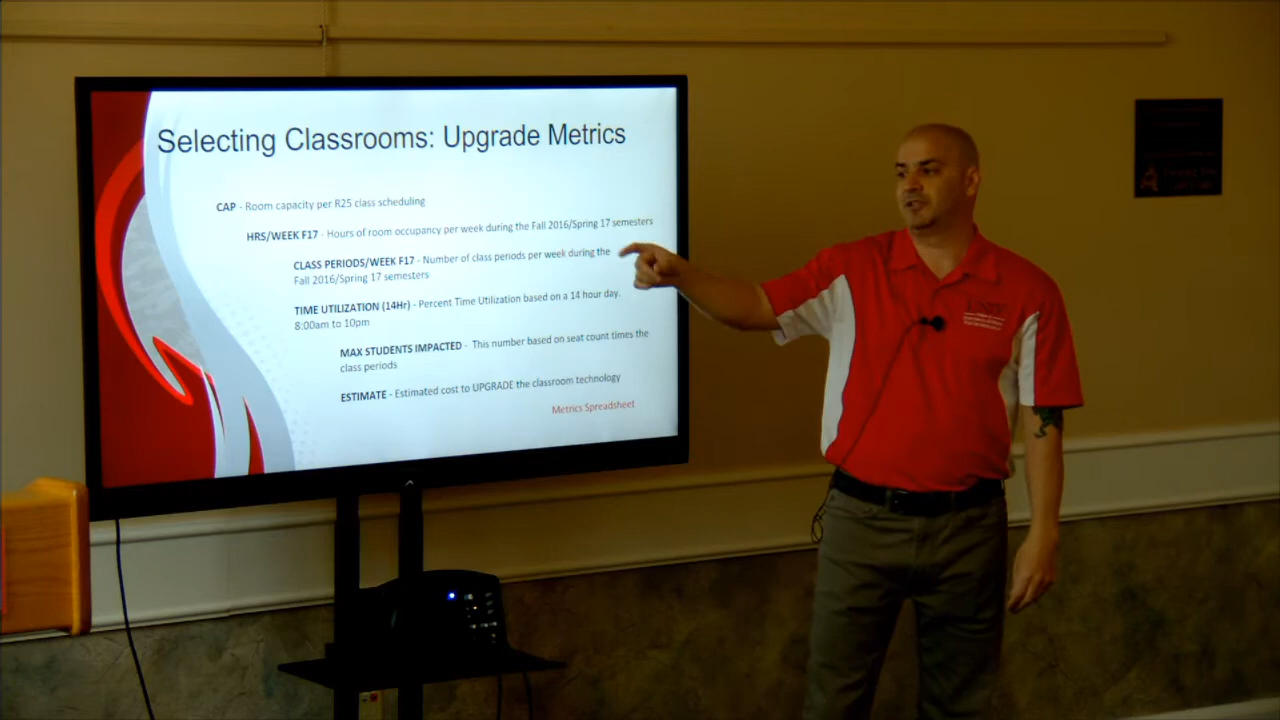 Selecting Classrooms: Upgrade Metrics
CAP - Room capacity per R25 class scheduling
HRS/WEEK F17 - Hours of room occupancy per week during the Fall 2016/Spring 17 semesters
CLASS PERIODS/WEEK F17 - Number of class periods per week during the
Fall 2016/Spring 17 semesters
TIME UTILIZATION (14Hr) - Percent Time Utilization based on a 14 hour day.
8:00am to 10pm
MAX STUDENTS IMPACTED - This number based on seat count times the
class periods
ESTIMATE - Estimated cost to UPGRADE the classroom technology
Metrics Spreadsheet